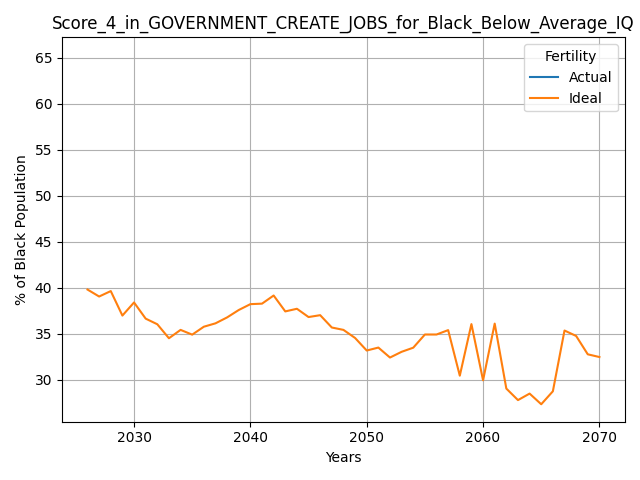 Score_4_in_GOVERNMENT_CREATE_JOBS_for_Black_Below_Average_IQ
Fertility
Actual
Ideal
% of Black Population
65
60
55
50
45
40
35
30
2030 2040 2050 2060 2070
Years